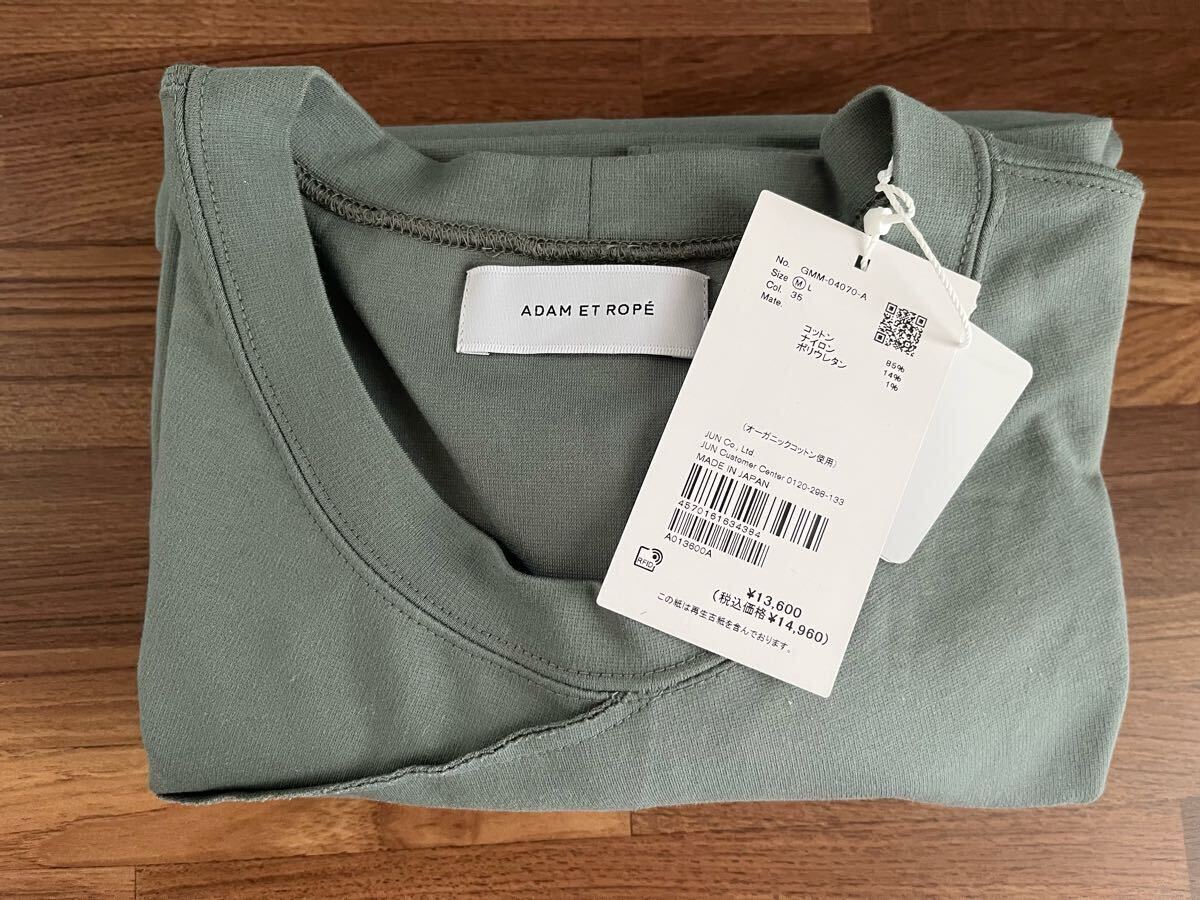 ADAM ET ROPÉ
No. GMM-04070-A
Size Ⓜ L
Col. 35
Mate.
コットン 85%
ナイロン 14%
ポリウレタン 1%
(オーガニックコットン使用)
JUN Co., Ltd.
JUN Customer Center 0120-298-133
MADE IN JAPAN
4570161634384
A013600A
RFID
¥13,600
(税込価格¥14,960)
この紙は再生古紙を含んでおります。